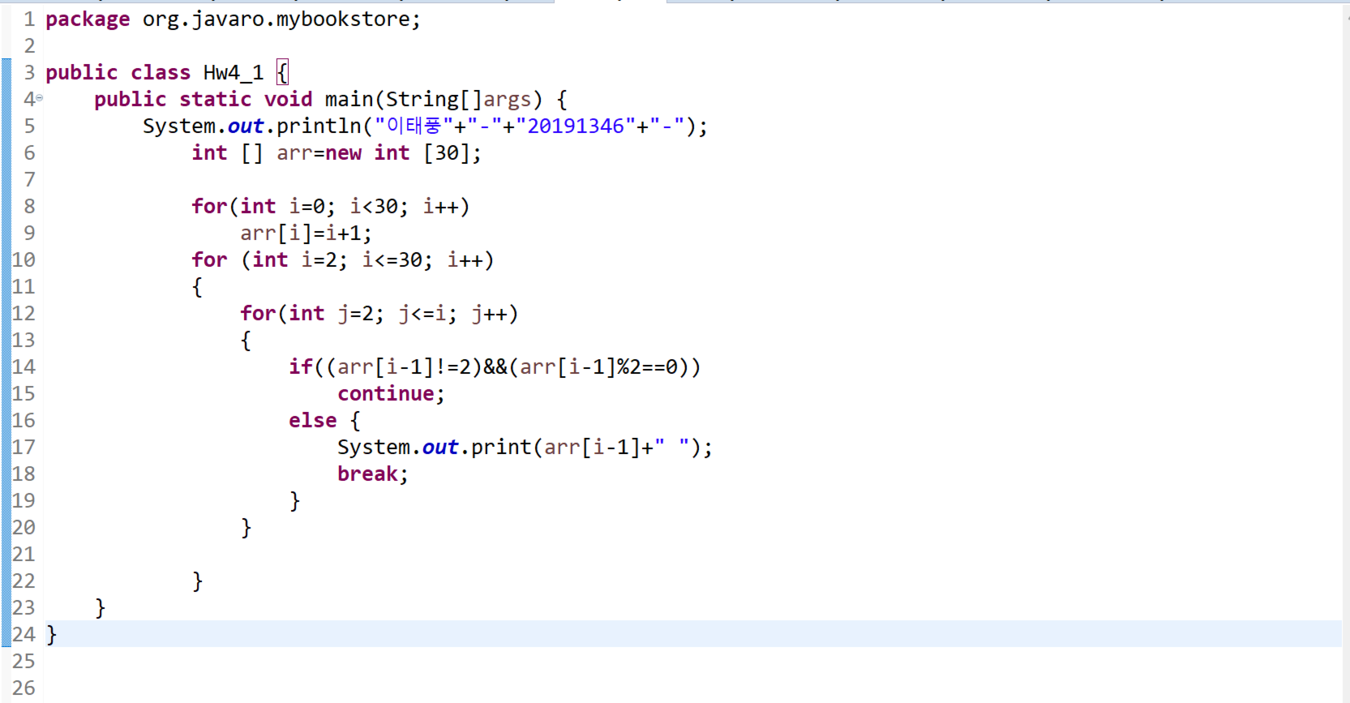 1 package org.javaro.mybookstore;
2
3 public class Hw4_1 {
4 public static void main(String[]args) {
5 System.out.println("이태풍"+"-"+"20191346"+"-");
6 int [] arr=new int [30];
7
8 for(int i=0; i<30; i++)
9 arr[i]=i+1;
10 for (int i=2; i<=30; i++)
11 {
12 for(int j=2; j<=i; j++)
13 {
14 if((arr[i-1]!=2)&&(arr[i-1]%2==0))
15 continue;
16 else {
17 System.out.print(arr[i-1]+" ");
18 break;
19 }
20 }
21
22 }
23 }
24 }
25
26